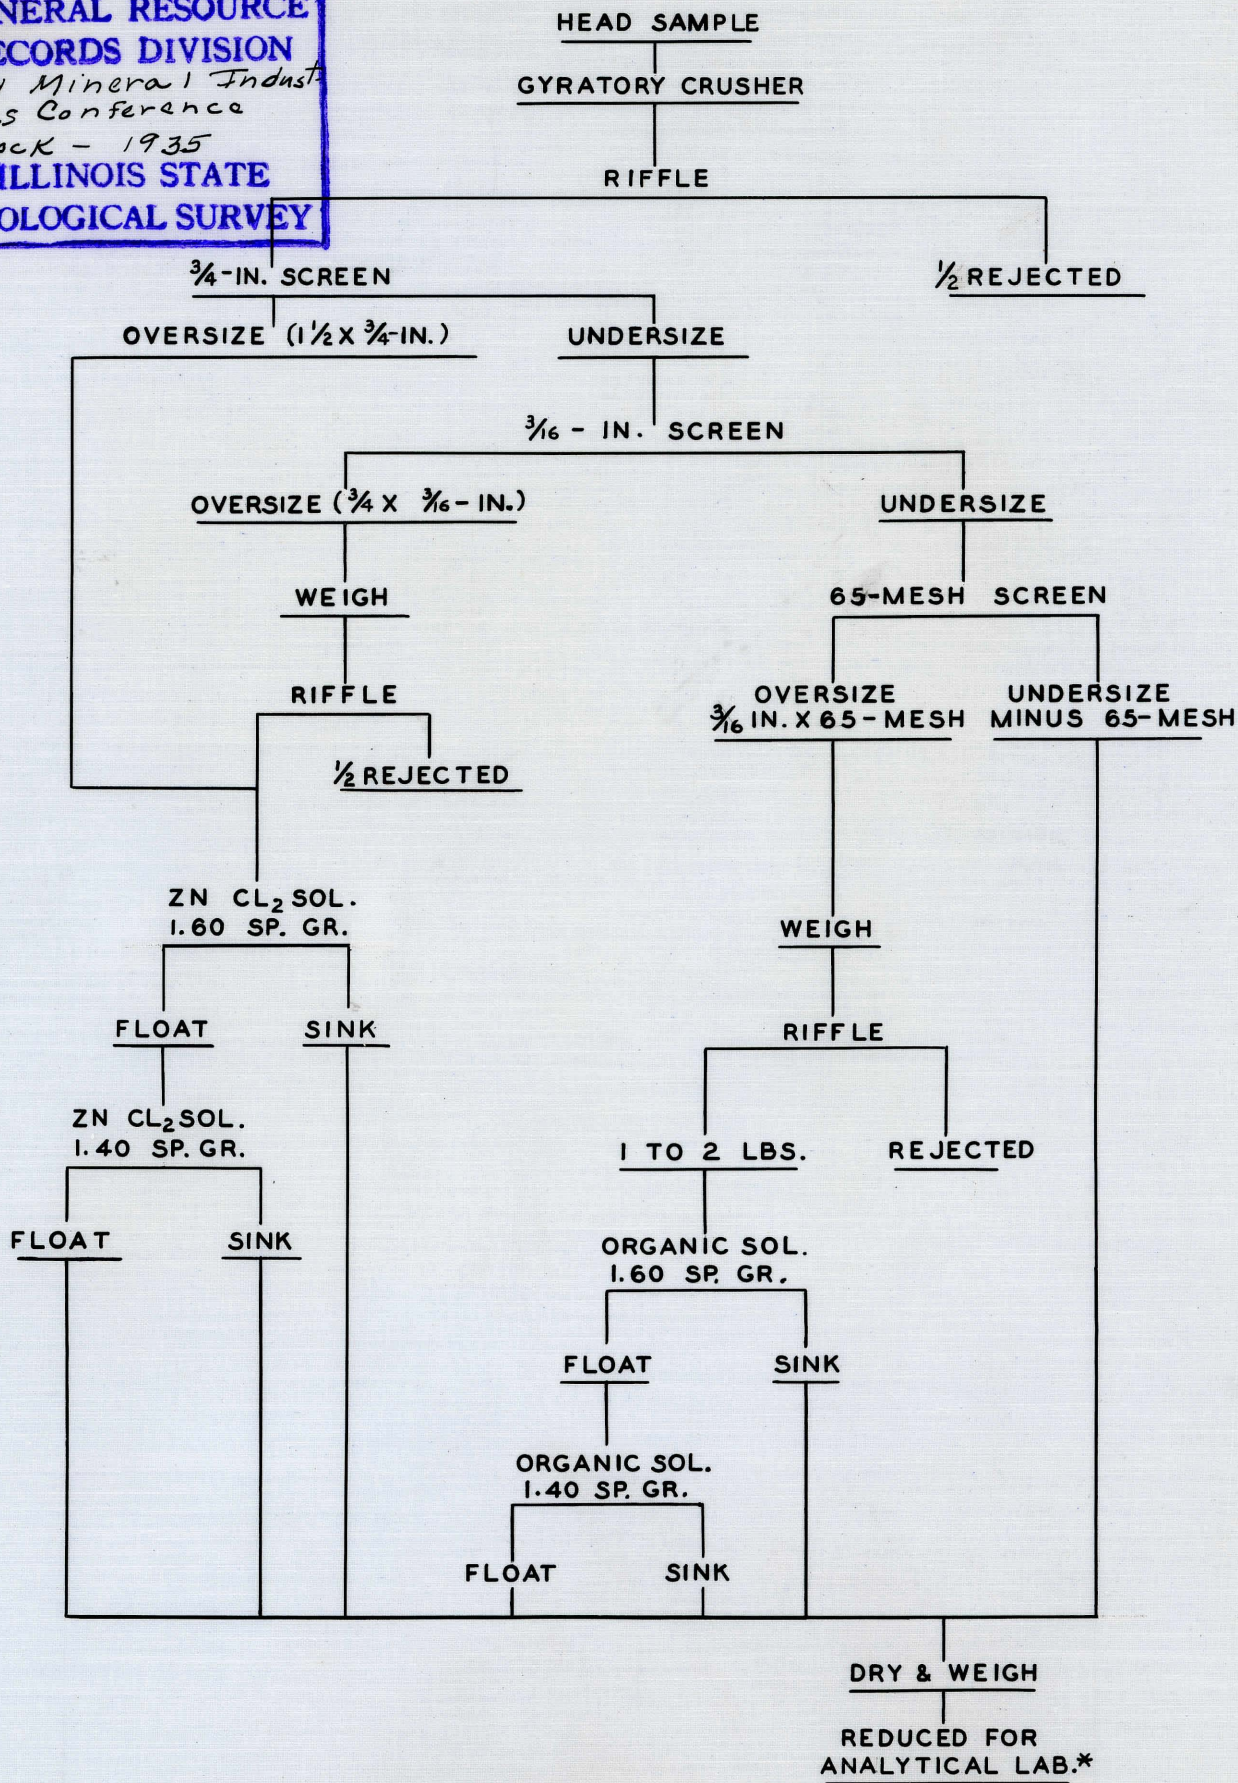 HEAD SAMPLE
GYRATORY CRUSHER
RIFFLE
RESOURCE
DIVISION
Mineral Indust
Conference
- 1935
ILLINOIS STATE
SURVEY
¾-IN. SCREEN
½ REJECTED
OVERSIZE (1½ X ¾-IN.)
UNDERSIZE
3/16 - IN. SCREEN
OVERSIZE (¾ X 3/16 - IN.)
UNDERSIZE
WEIGH
65-MESH SCREEN
RIFFLE
½ REJECTED
OVERSIZE
3/16 IN. X 65-MESH
UNDERSIZE
MINUS 65-MESH
ZN CL₂ SOL.
1.60 SP. GR.
WEIGH
FLOAT
SINK
RIFFLE
ZN CL₂ SOL.
1.40 SP. GR.
1 TO 2 LBS.
REJECTED
FLOAT
SINK
ORGANIC SOL.
1.60 SP. GR.
FLOAT
SINK
ORGANIC SOL.
1.40 SP. GR.
FLOAT
SINK
DRY & WEIGH
REDUCED FOR
ANALYTICAL LAB.*